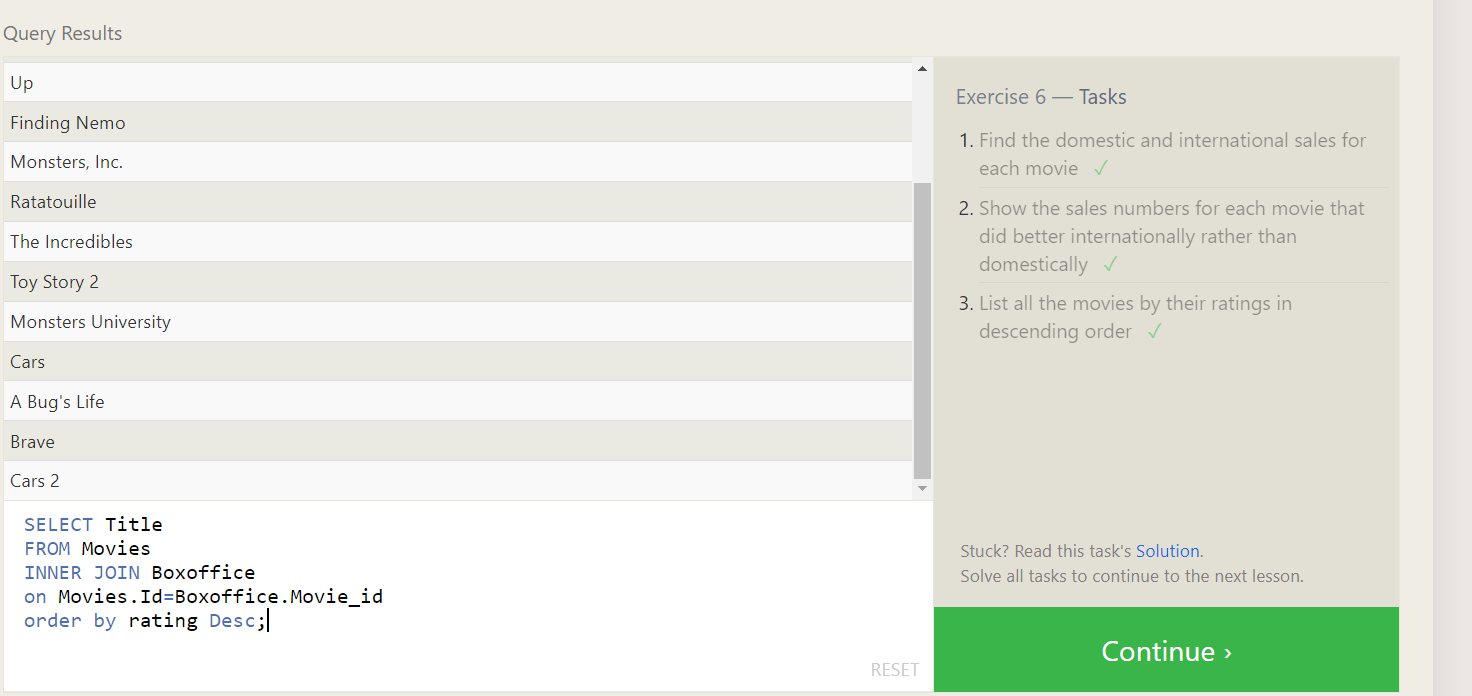 Query Results
Up
Finding Nemo
Monsters, Inc.
Ratatouille
The Incredibles
Toy Story 2
Monsters University
Cars
A Bug's Life
Brave
Cars 2
SELECT Title
FROM Movies
INNER JOIN Boxoffice
on Movies.Id=Boxoffice.Movie_id
order by rating Desc;
RESET
Exercise 6 — Tasks
1. Find the domestic and international sales for
each movie ✓
2. Show the sales numbers for each movie that
did better internationally rather than
domestically ✓
3. List all the movies by their ratings in
descending order ✓
Stuck? Read this task's Solution.
Solve all tasks to continue to the next lesson.
Continue ›